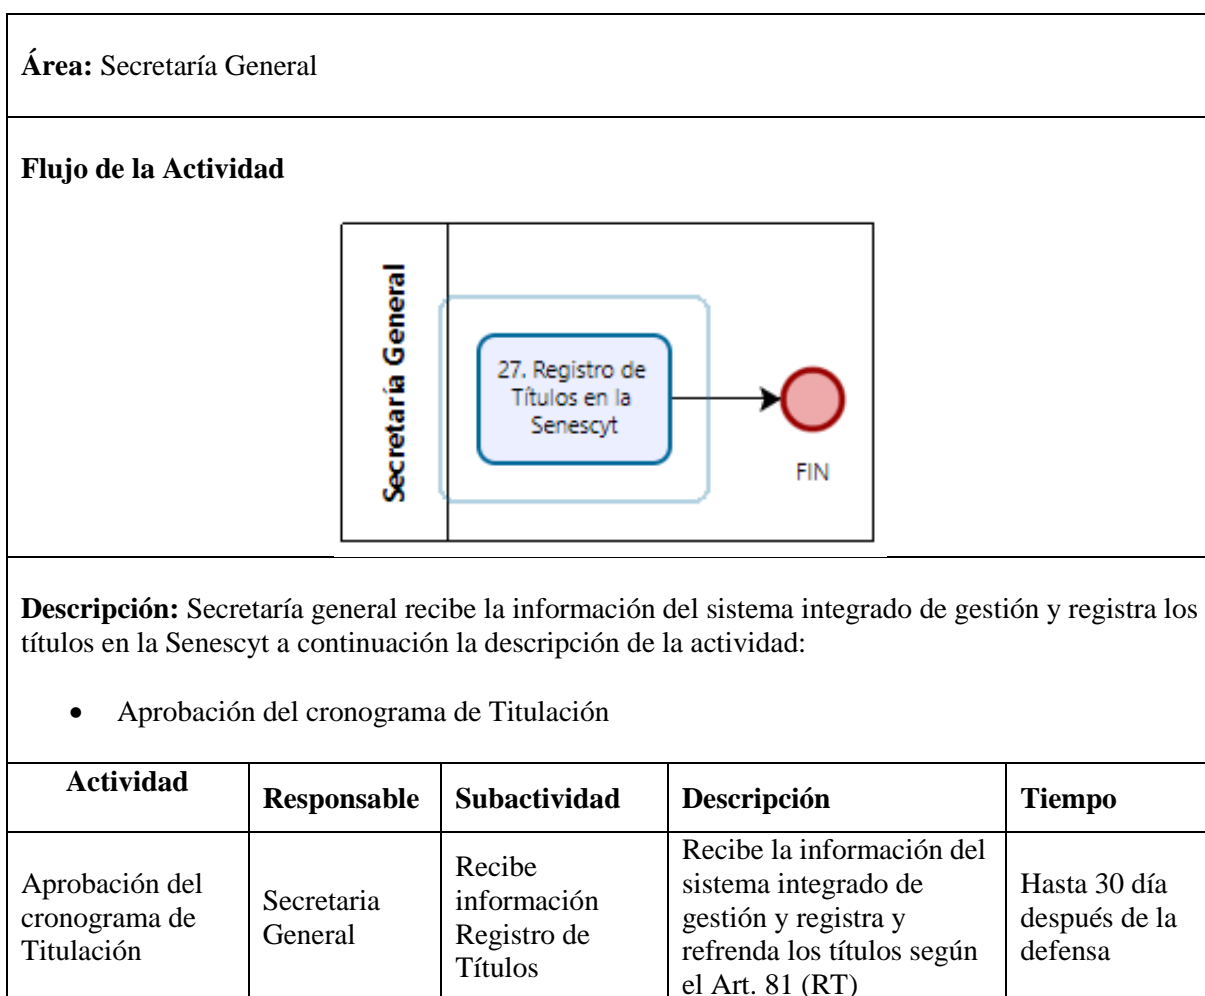 Área: Secretaría General
Flujo de la Actividad
Secretaría General
27. Registro de
Títulos en la
Senescyt
FIN
Descripción: Secretaría general recibe la información del sistema integrado de gestión y registra los
títulos en la Senescyt a continuación la descripción de la actividad:
• Aprobación del cronograma de Titulación
Actividad
Responsable
Subactividad
Descripción
Tiempo
Aprobación del
cronograma de
Titulación
Secretaria
General
Recibe
información
Registro de
Títulos
Recibe la información del
sistema integrado de
gestión y registra y
refrenda los títulos según
el Art. 81 (RT)
Hasta 30 día
después de la
defensa